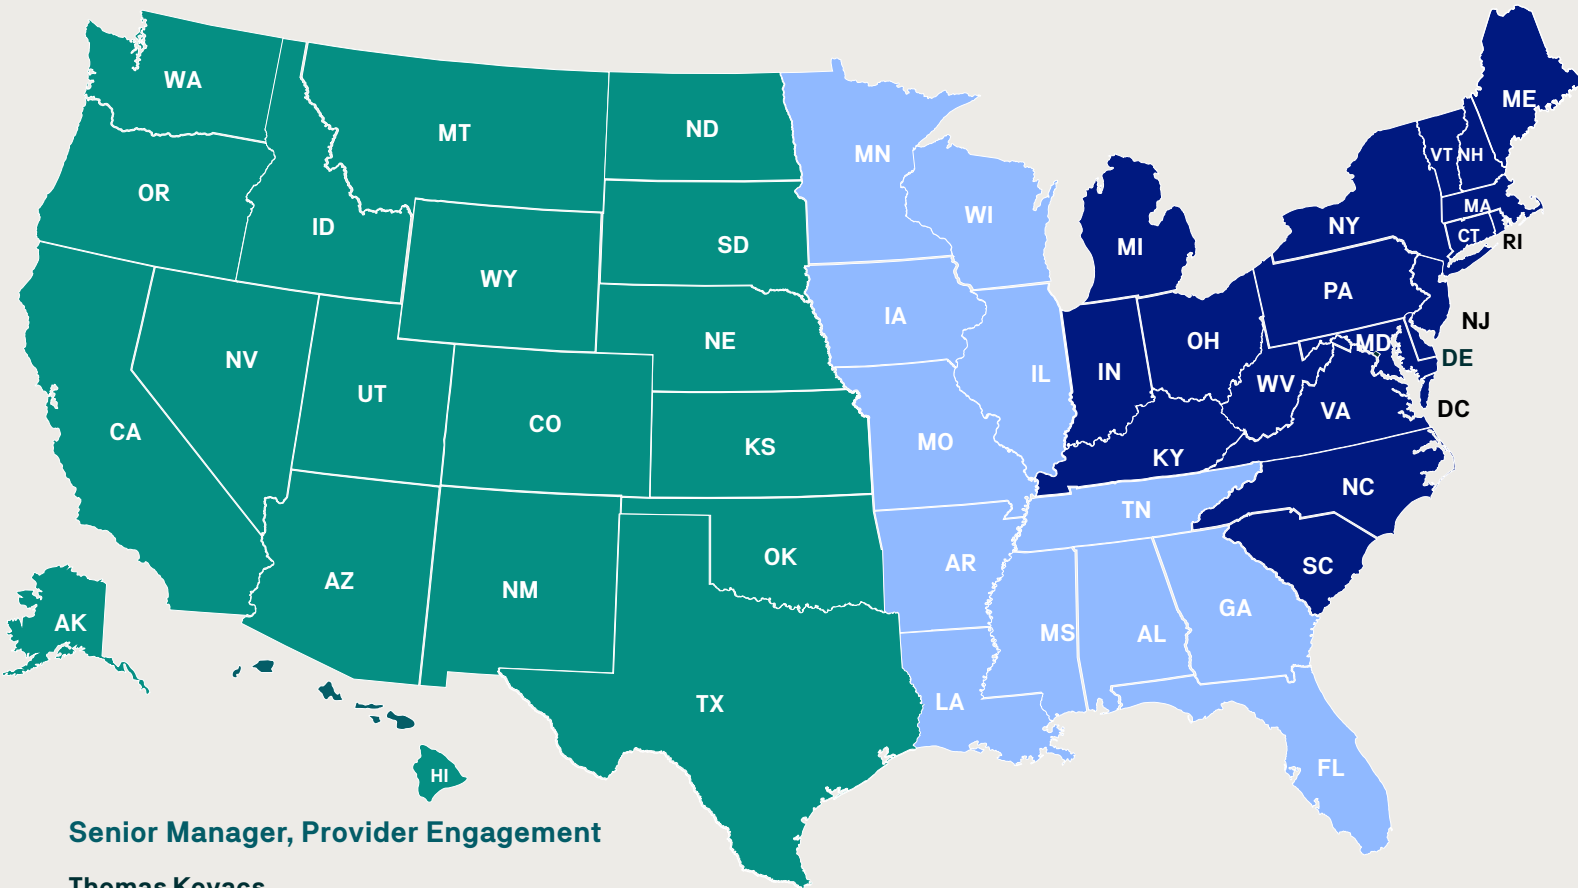 WA
MT
ND
MN
ME
OR
ID
SD
WI
VT
NH
MA
NY
CT
RI
MI
WY
NE
IA
PA
NJ
NV
UT
CO
KS
IL
IN
OH
MD
DE
WV
VA
DC
CA
MO
KY
NC
TN
AZ
NM
OK
AR
SC
AK
MS
AL
GA
TX
LA
FL
HI
Senior Manager, Provider Engagement
Thomas Kovacs